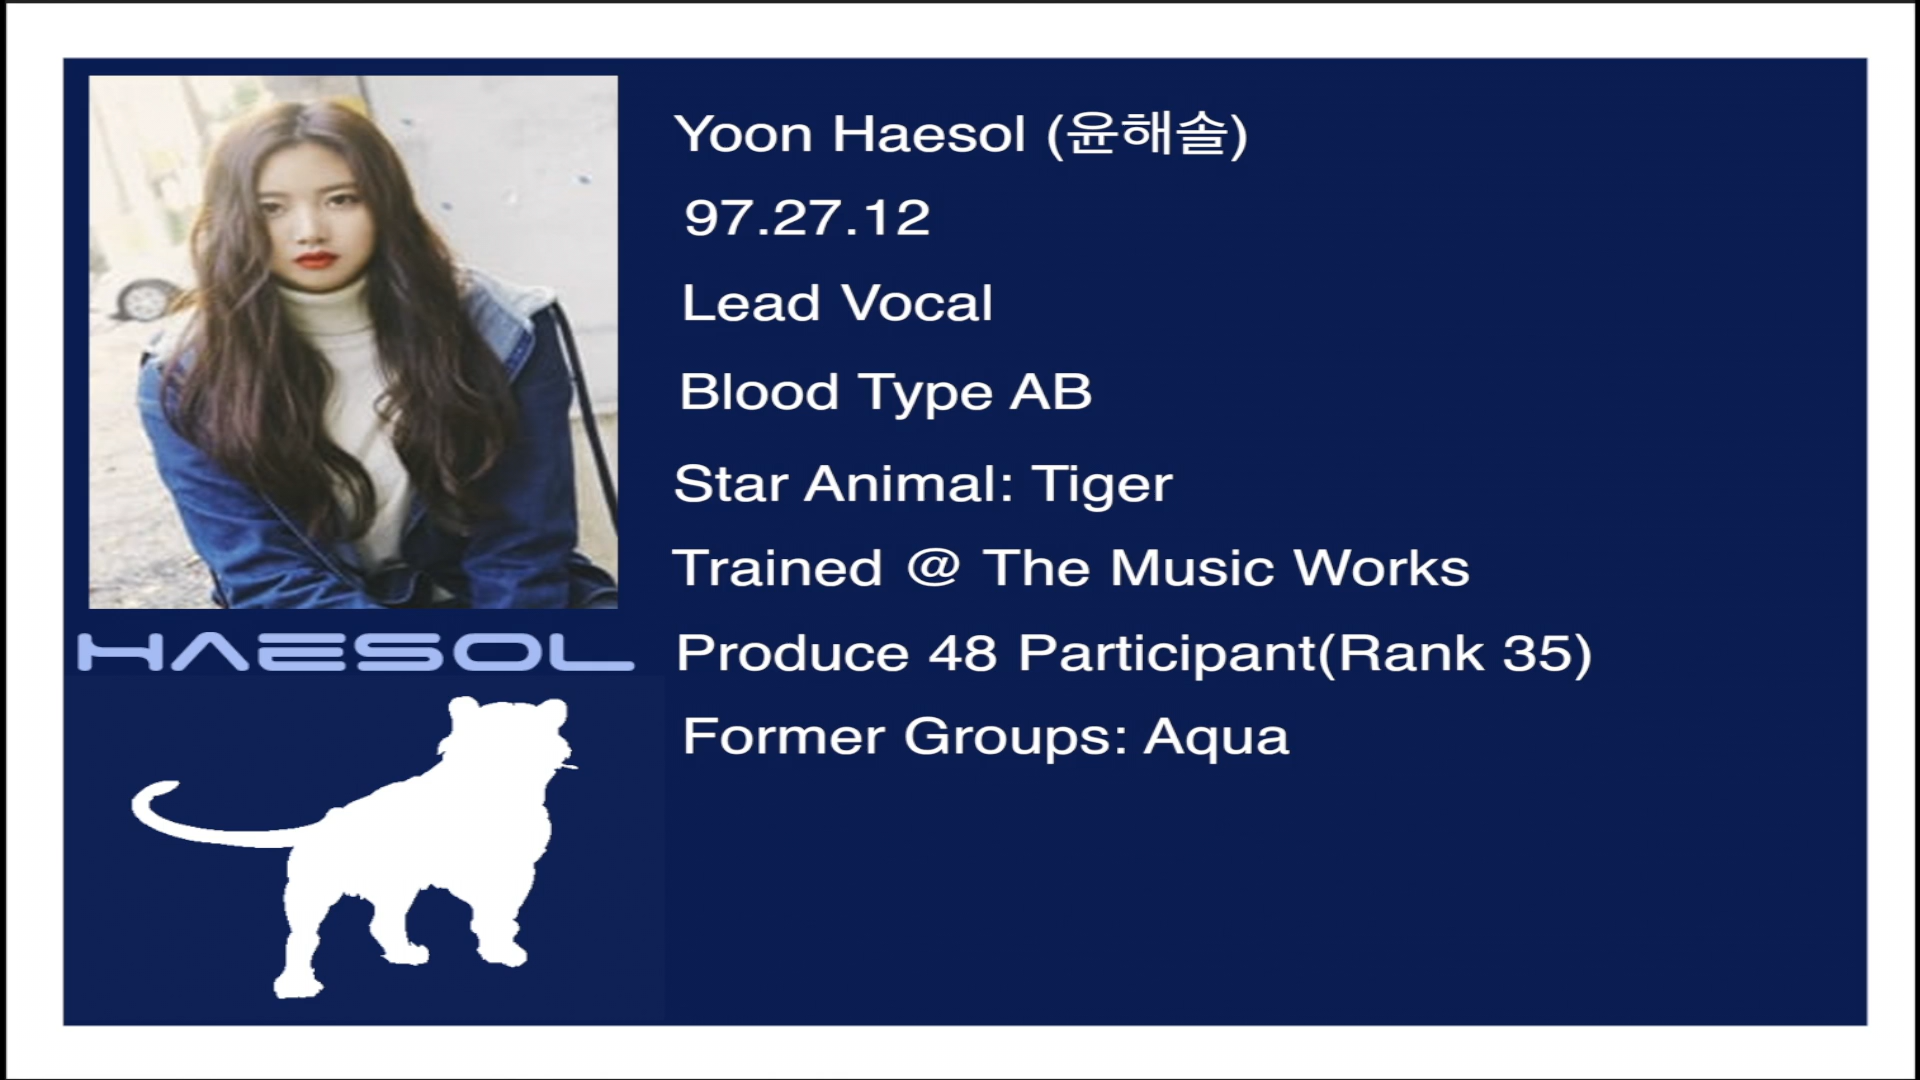 Yoon Haesol (윤해솔)
97.27.12
Lead Vocal
Blood Type AB
Star Animal: Tiger
Trained @ The Music Works
HAESOL
Produce 48 Participant(Rank 35)
Former Groups: Aqua